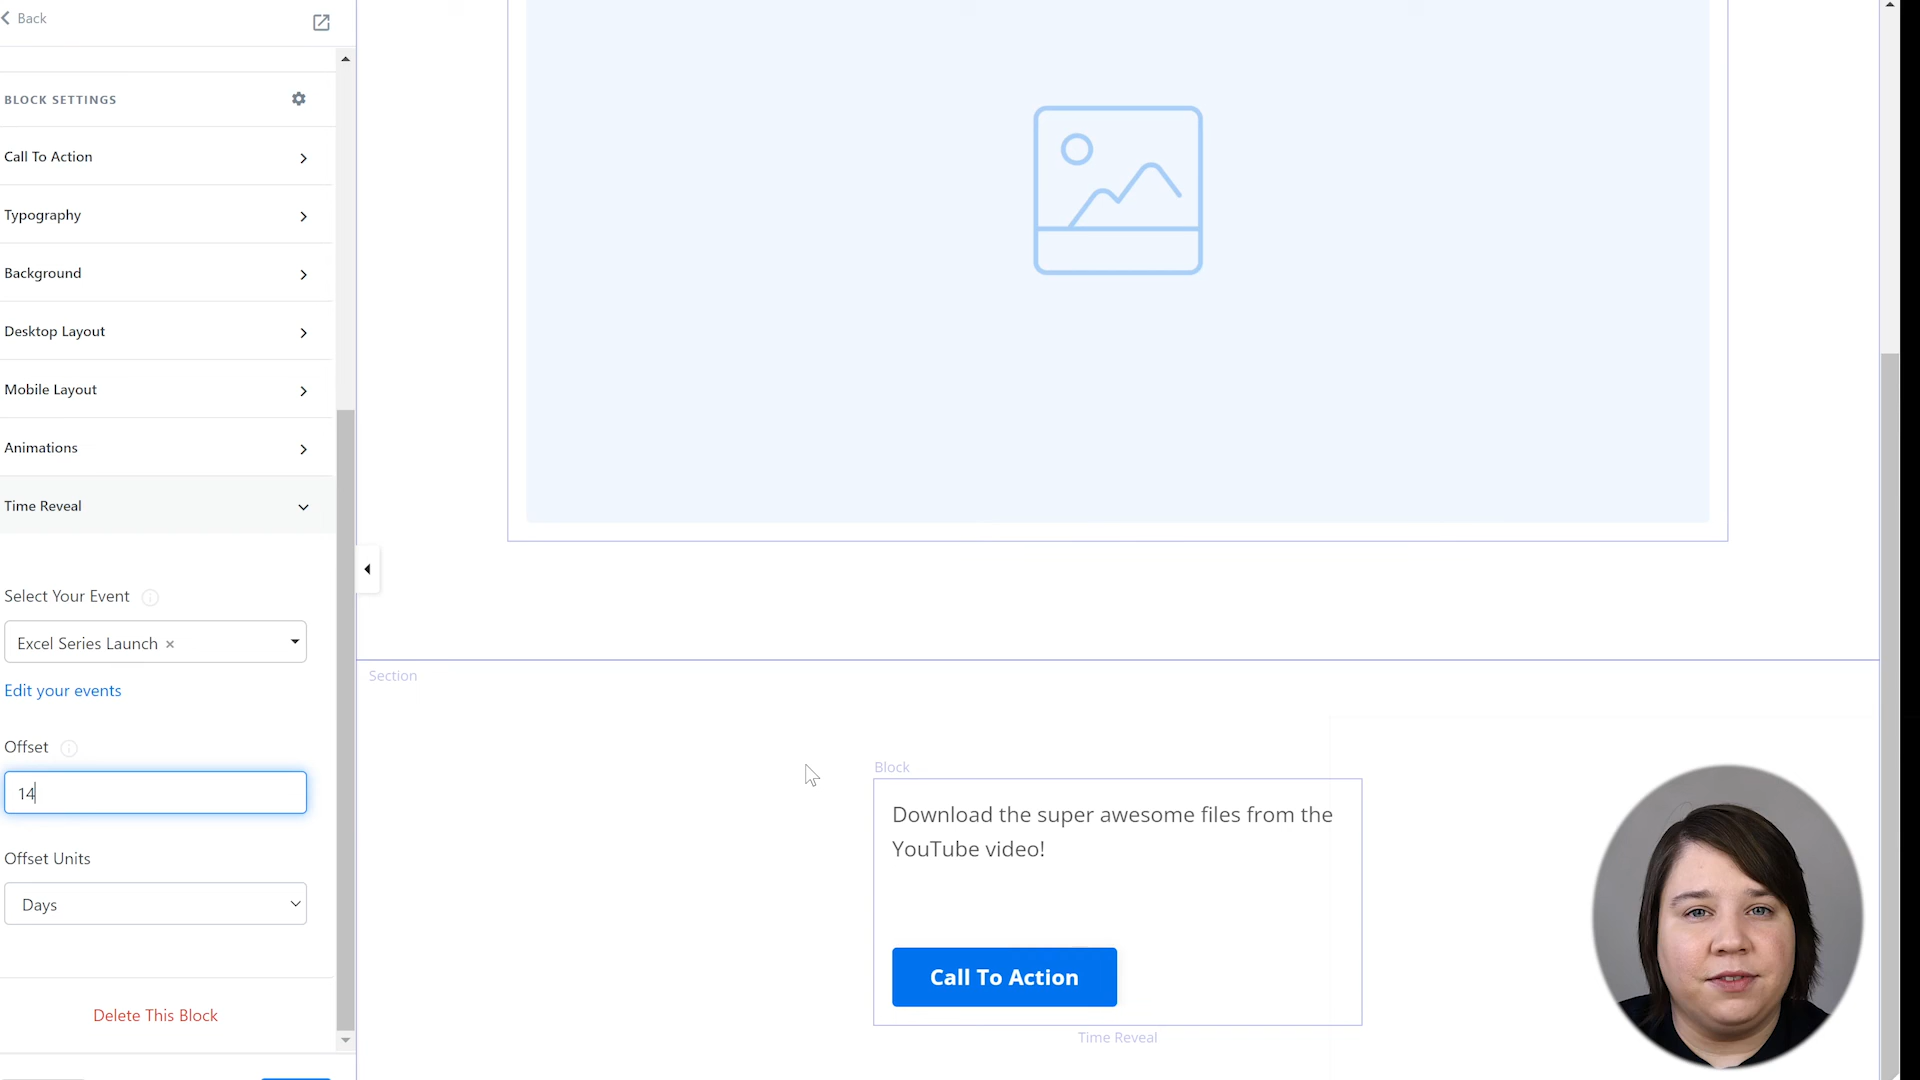 Back
BLOCK SETTINGS
Call To Action
Typography
Background
Desktop Layout
Mobile Layout
Animations
Time Reveal
Select Your Event
Excel Series Launch ×
Edit your events
Offset
14
Offset Units
Days
Delete This Block
Section
Block
Download the super awesome files from the
YouTube video!
Call To Action
Time Reveal